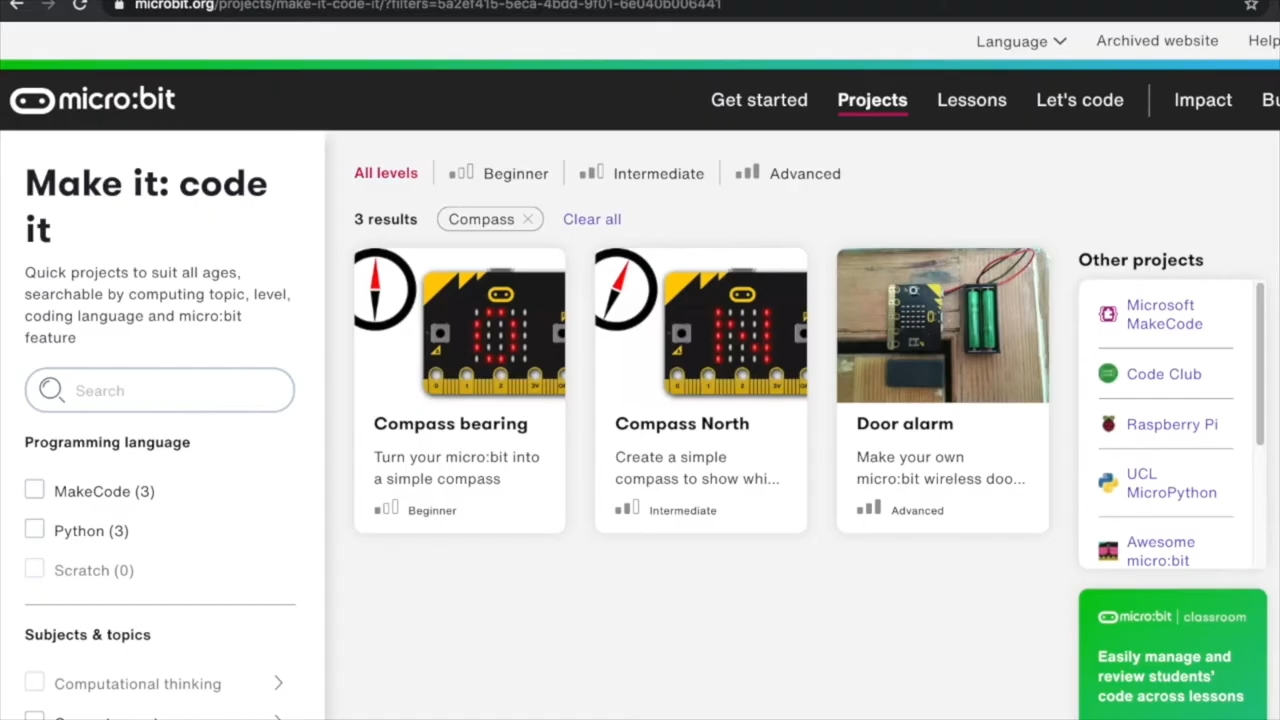 microbit.org/projects/make-it-code-it/?filters=5a2ef415-5eca-4bdd-9f01-6e040b006441
Language
Archived website
Help
micro:bit
Get started
Projects
Lessons
Let's code
Impact
Make it: code
it
Quick projects to suit all ages,
searchable by computing topic, level,
coding language and micro:bit
feature
Search
Programming language
MakeCode (3)
Python (3)
Scratch (0)
Subjects & topics
Computational thinking
All levels
Beginner
Intermediate
Advanced
3 results
Compass
Clear all
Compass bearing
Turn your micro:bit into
a simple compass
Beginner
Compass North
Create a simple
compass to show whi...
Intermediate
Door alarm
Make your own
micro:bit wireless doo...
Advanced
Other projects
Microsoft
MakeCode
Code Club
Raspberry Pi
UCL
MicroPython
Awesome
micro:bit
micro:bit | classroom
Easily manage and
review students'
code across lessons